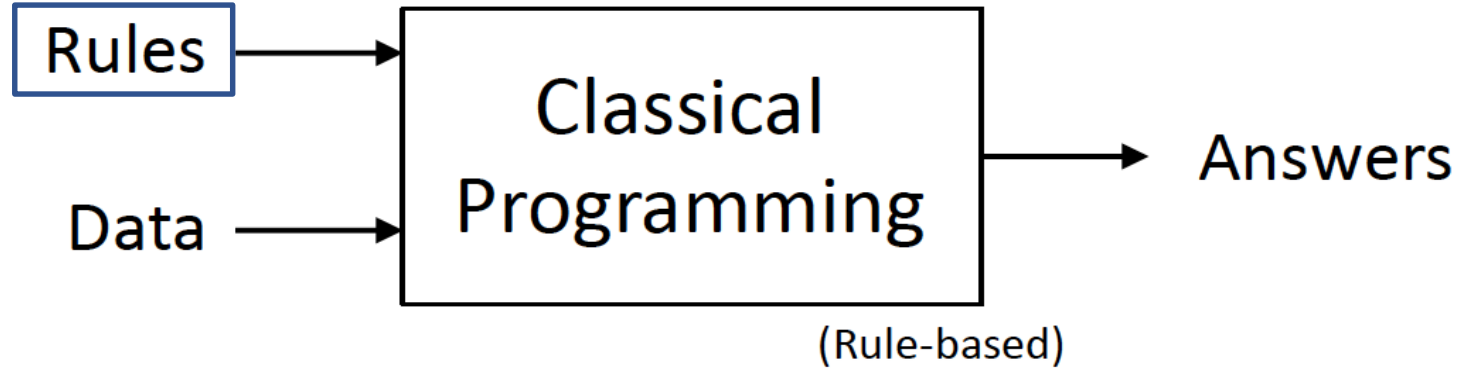 Rules
Data
Classical
Programming
Answers
(Rule-based)